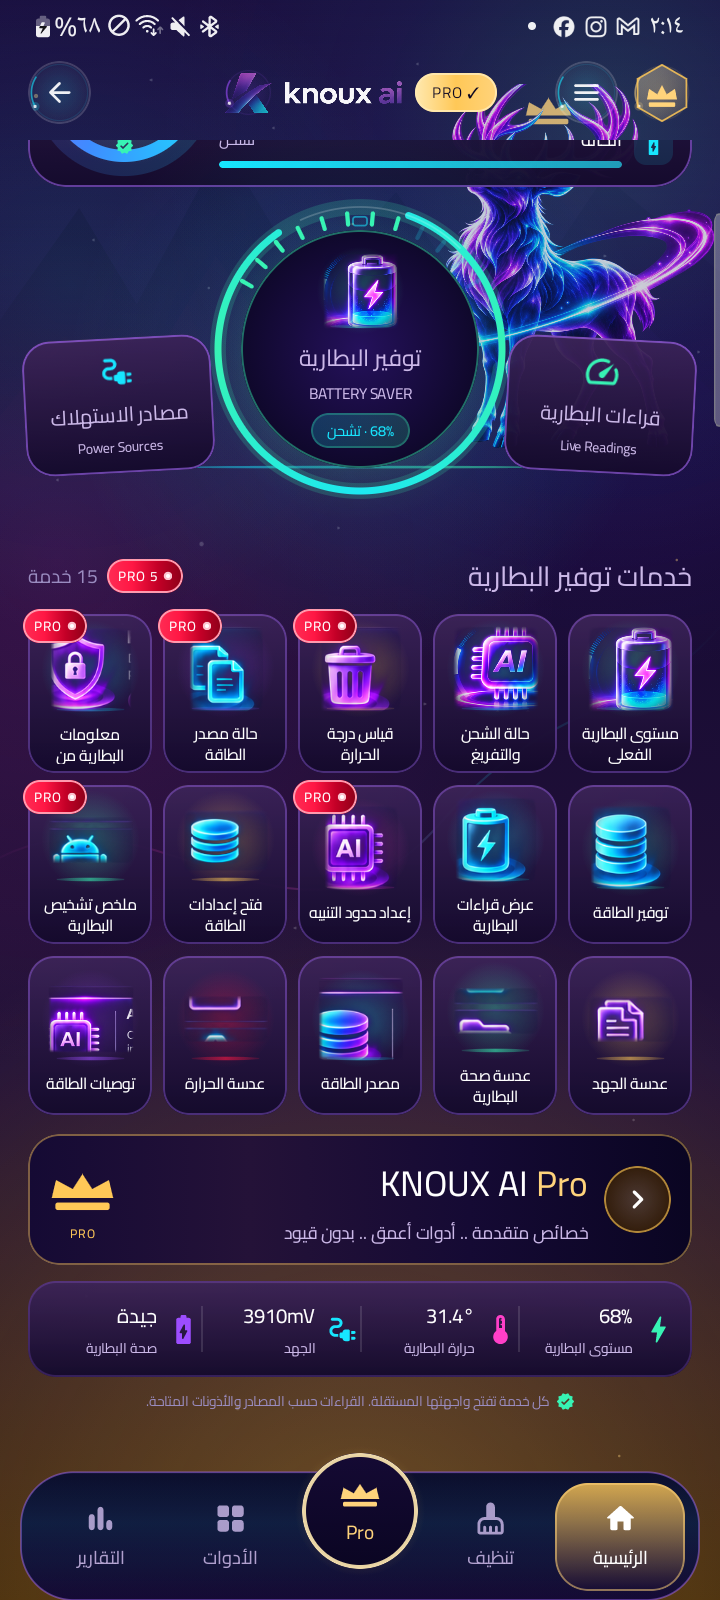 ٢:١٤
%٦٨
knoux ai
PRO ✓
الحالة
شحن
توفير البطارية
BATTERY SAVER
68% · تشحن
قراءات البطارية
Live Readings
مصادر الاستهلاك
Power Sources
خدمات توفير البطارية
PRO 5
15 خدمة
مستوى البطارية الفعلي
AI
حالة الشحن والتفريغ
PRO
قياس درجة الحرارة
PRO
حالة مصدر الطاقة
PRO
معلومات البطارية من
توفير الطاقة
عرض قراءات البطارية
PRO
AI
إعداد حدود التنبيه
فتح إعدادات الطاقة
PRO
ملخص تشخيص البطارية
عدسة الجهد
عدسة صحة البطارية
مصدر الطاقة
عدسة الحرارة
AI
توصيات الطاقة
KNOUX AI Pro
خصائص متقدمة .. أدوات أعمق .. بدون قيود
PRO
68%
مستوى البطارية
31.4°
حرارة البطارية
3910mV
الجهد
جيدة
صحة البطارية
كل خدمة تفتح واجهتها المستقلة. القراءات حسب المصادر والأذونات المتاحة.
الرئيسية
تنظيف
Pro
الأدوات
التقارير